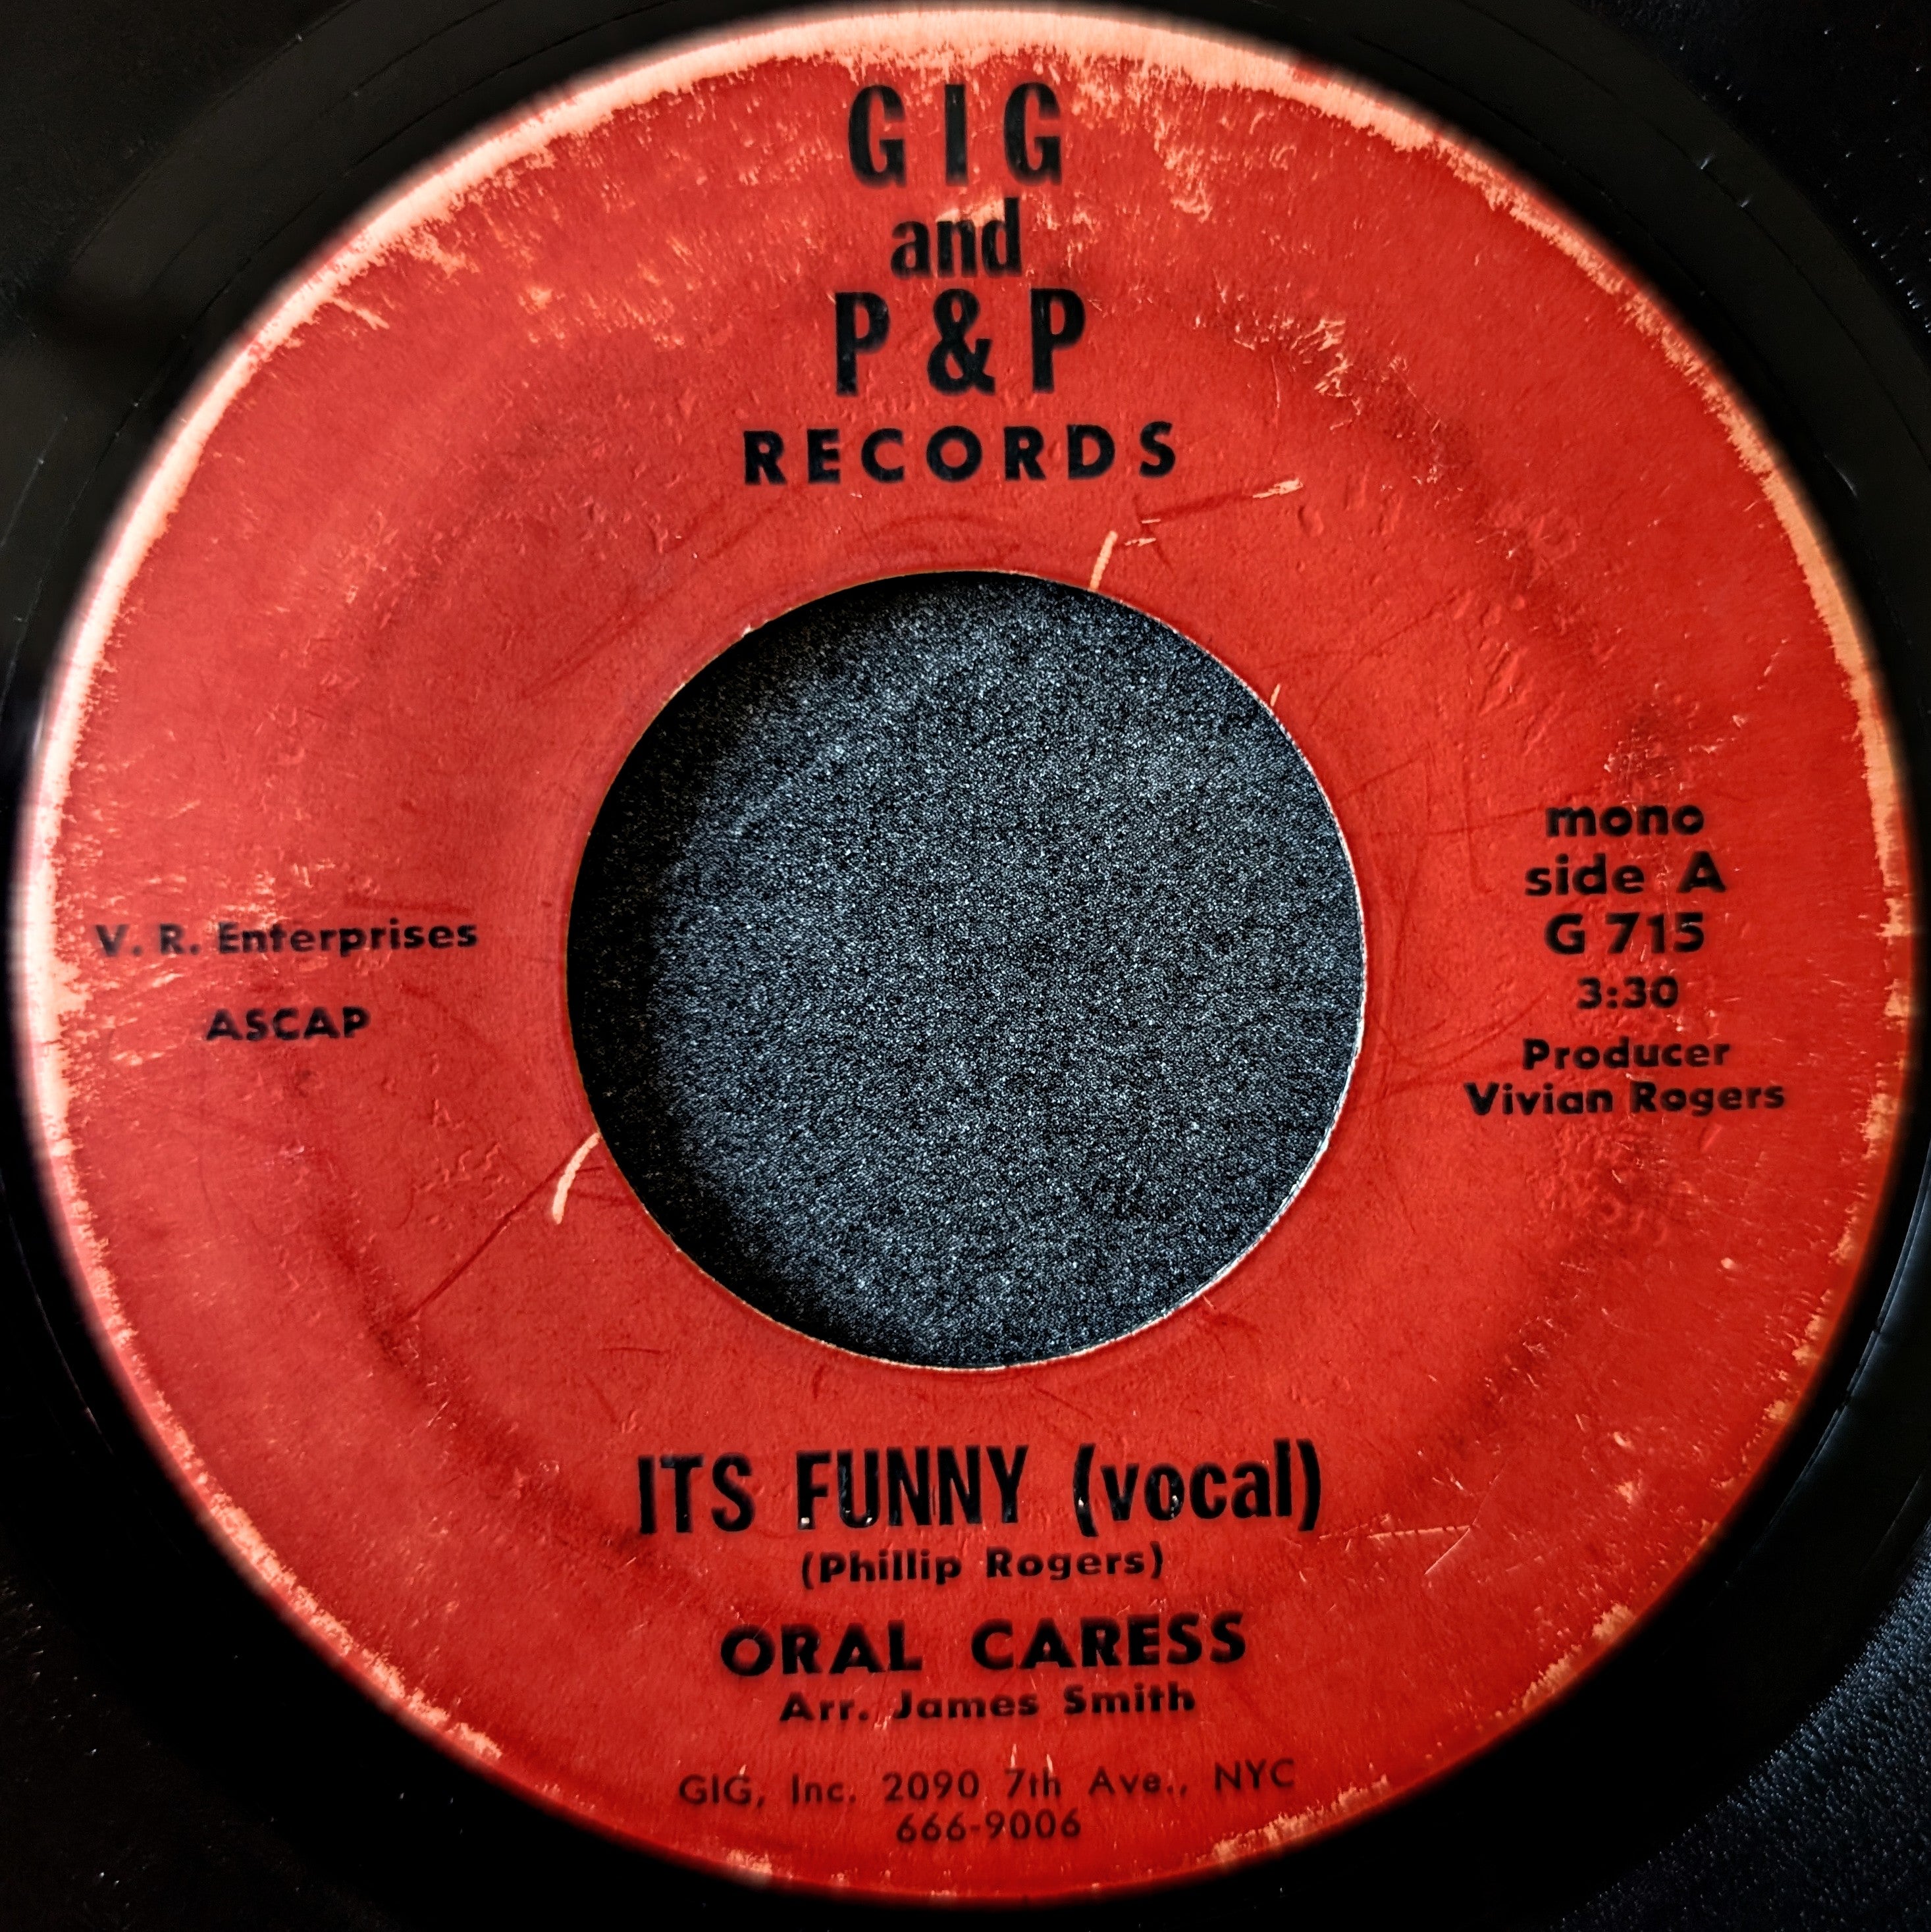 GIG
and
P & P
RECORDS
V. R. Enterprises
ASCAP
mono
side A
G 715
3:30
Producer
Vivian Rogers
ITS FUNNY (vocal)
(Phillip Rogers)
ORAL CARESS
Arr. James Smith
GIG, Inc. 2090 7th Ave., NYC
666-9006